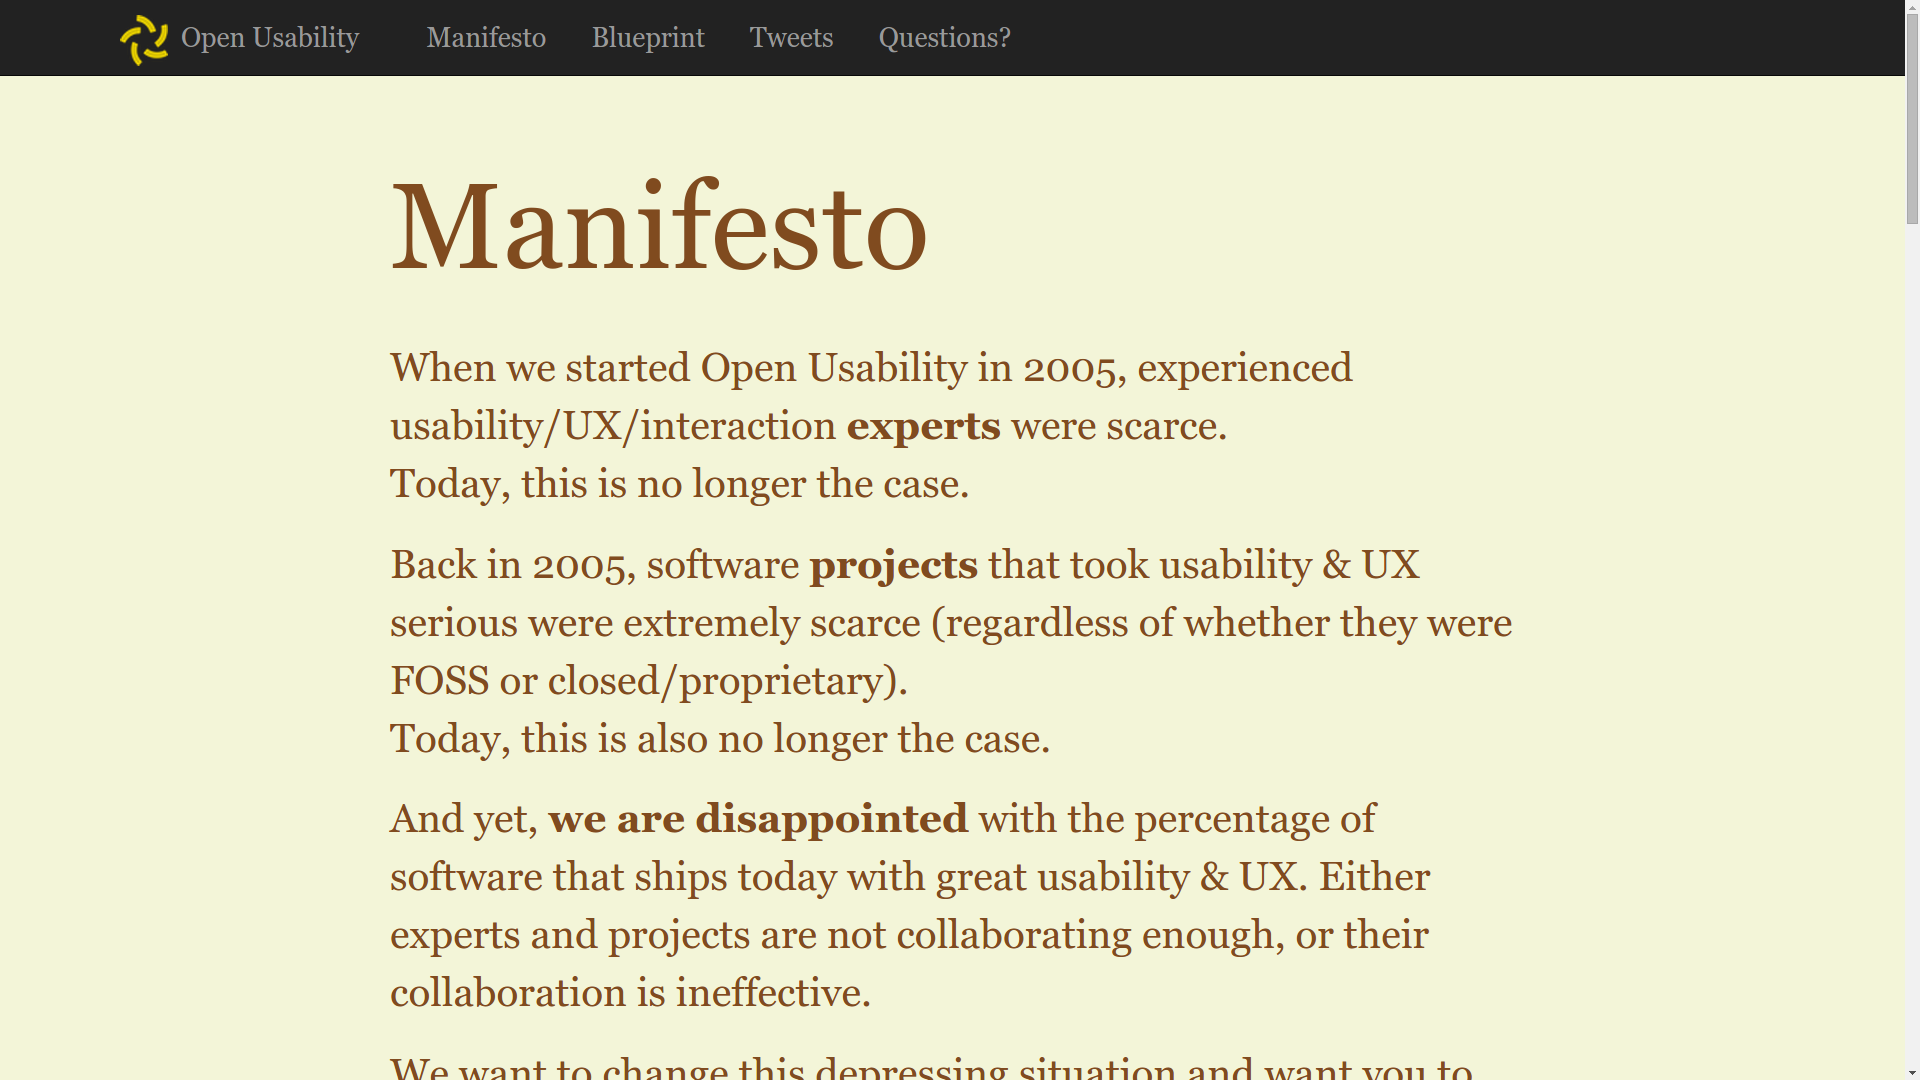 Open Usability Manifesto Blueprint Tweets Questions?
Manifesto
When we started Open Usability in 2005, experienced
usability/UX/interaction experts were scarce.
Today, this is no longer the case.
Back in 2005, software projects that took usability & UX
serious were extremely scarce (regardless of whether they were
FOSS or closed/proprietary).
Today, this is also no longer the case.
And yet, we are disappointed with the percentage of
software that ships today with great usability & UX. Either
experts and projects are not collaborating enough, or their
collaboration is ineffective.
We want to change this depressing situation and want you to